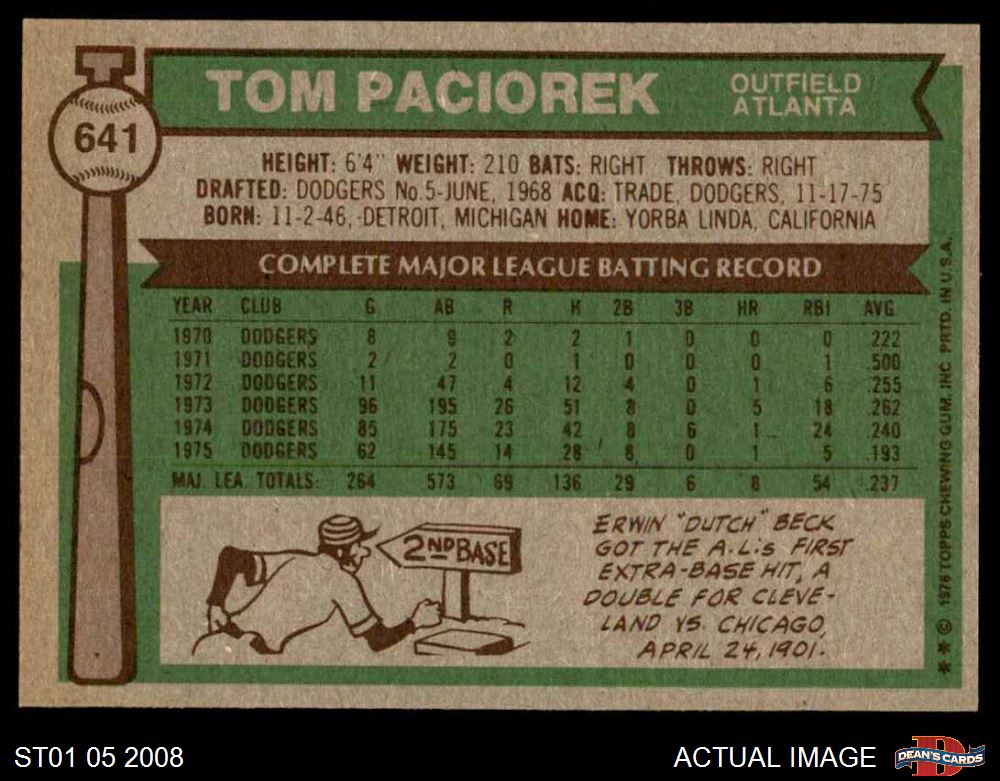 641
TOM PACIOREK
OUTFIELD
ATLANTA
HEIGHT: 6'4" WEIGHT: 210 BATS: RIGHT THROWS: RIGHT
DRAFTED: DODGERS No.5-JUNE, 1968 ACQ: TRADE, DODGERS, 11-17-75
BORN: 11-2-46, DETROIT, MICHIGAN HOME: YORBA LINDA, CALIFORNIA
COMPLETE MAJOR LEAGUE BATTING RECORD
YEAR CLUB G AB R H 2B 3B HR RBI AVG.
1970 DODGERS 8 9 2 2 1 0 0 0 .222
1971 DODGERS 2 2 0 1 0 0 0 1 .500
1972 DODGERS 11 47 4 12 4 0 1 6 .255
1973 DODGERS 96 195 26 51 8 0 5 18 .262
1974 DODGERS 85 175 23 42 8 6 1 24 .240
1975 DODGERS 62 145 14 28 8 0 1 5 .193
MAJ. LEA. TOTALS: 264 573 69 136 29 6 8 54 .237
2ND BASE
ERWIN "DUTCH" BECK
GOT THE A.L.'s FIRST
EXTRA-BASE HIT, A
DOUBLE FOR CLEVE-
LAND VS. CHICAGO,
APRIL 24, 1901.
** © 1976 TOPPS CHEWING GUM, INC. PRTD. IN U.S.A.
ST01 05 2008
ACTUAL IMAGE
D
DEAN'S CARDS